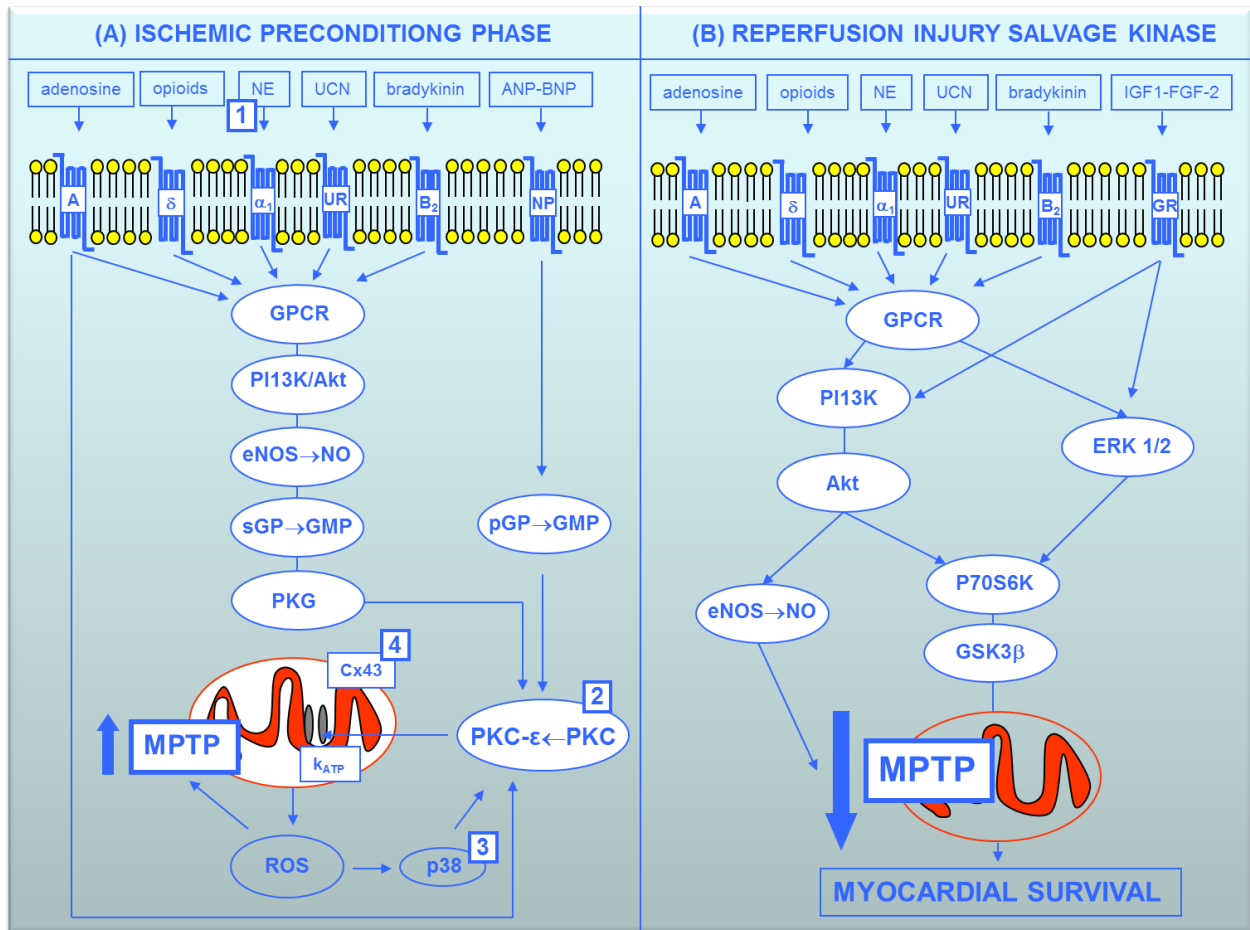 (A) ISCHEMIC PRECONDITIONG PHASE
adenosine
opioids
NE
UCN
bradykinin
ANP-BNP
1
A
δ
α1
UR
B2
NP
GPCR
PI13K/Akt
eNOS→NO
sGP→GMP
pGP→GMP
PKG
4
Cx43
2
MPTP
PKC-ε←PKC
kATP
3
ROS
p38
(B) REPERFUSION INJURY SALVAGE KINASE
adenosine
opioids
NE
UCN
bradykinin
IGF1-FGF-2
A
δ
α1
UR
B2
GR
GPCR
PI13K
ERK 1/2
Akt
P70S6K
eNOS→NO
GSK3β
MPTP
MYOCARDIAL SURVIVAL